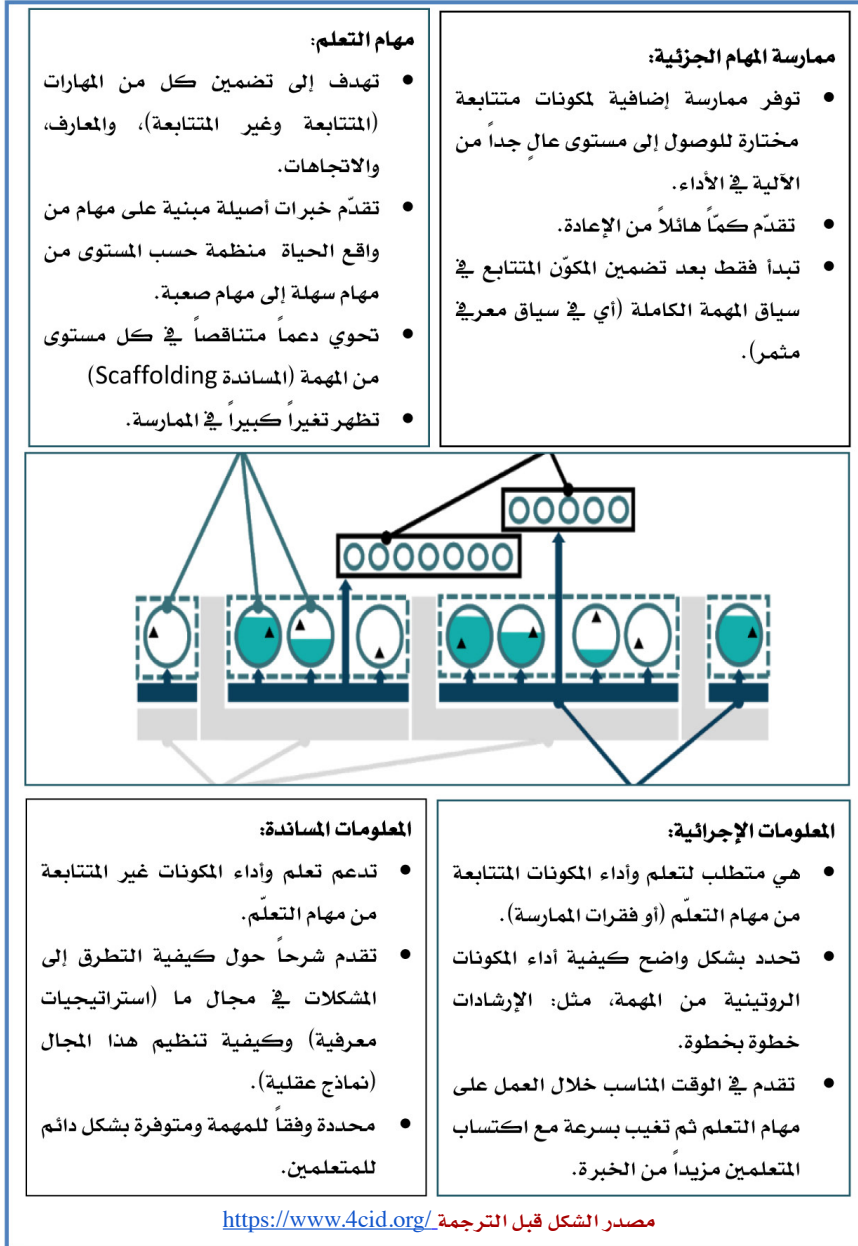 ممارسة المهام الجزئية:
• توفر ممارسة إضافية لمكونات متتابعة
مختارة للوصول إلى مستوى عالٍ جداً من
الآلية في الأداء.
• تقدّم كمّاً هائلاً من الإعادة.
• تبدأ فقط بعد تضمين المكوّن المتتابع في
سياق المهمة الكاملة (أي في سياق معرفي
مثمر).
مهام التعلم:
• تهدف إلى تضمين كل من المهارات
(المتتابعة وغير المتتابعة)، والمعارف،
والاتجاهات.
• تقدّم خبرات أصيلة مبنية على مهام من
واقع الحياة منظمة حسب المستوى من
مهام سهلة إلى مهام صعبة.
• تحوي دعماً متناقصاً في كل مستوى
من المهمة (المساندة Scaffolding)
• تظهر تغيراً كبيراً في الممارسة.
المعلومات الإجرائية:
• هي متطلب لتعلم وأداء المكونات المتتابعة
من مهام التعلّم (أو فقرات الممارسة).
• تحدد بشكل واضح كيفية أداء المكونات
الروتينية من المهمة، مثل: الإرشادات
خطوة بخطوة.
• تقدم في الوقت المناسب خلال العمل على
مهام التعلم ثم تغيب بسرعة مع اكتساب
المتعلمين مزيداً من الخبرة.
المعلومات المساندة:
• تدعم تعلم وأداء المكونات غير المتتابعة
من مهام التعلّم.
• تقدم شرحاً حول كيفية التطرق إلى
المشكلات في مجال ما (استراتيجيات
معرفية) وكيفية تنظيم هذا المجال
(نماذج عقلية).
• محددة وفقاً للمهمة ومتوفرة بشكل دائم
للمتعلمين.
مصدر الشكل قبل الترجمة https://www.4cid.org/